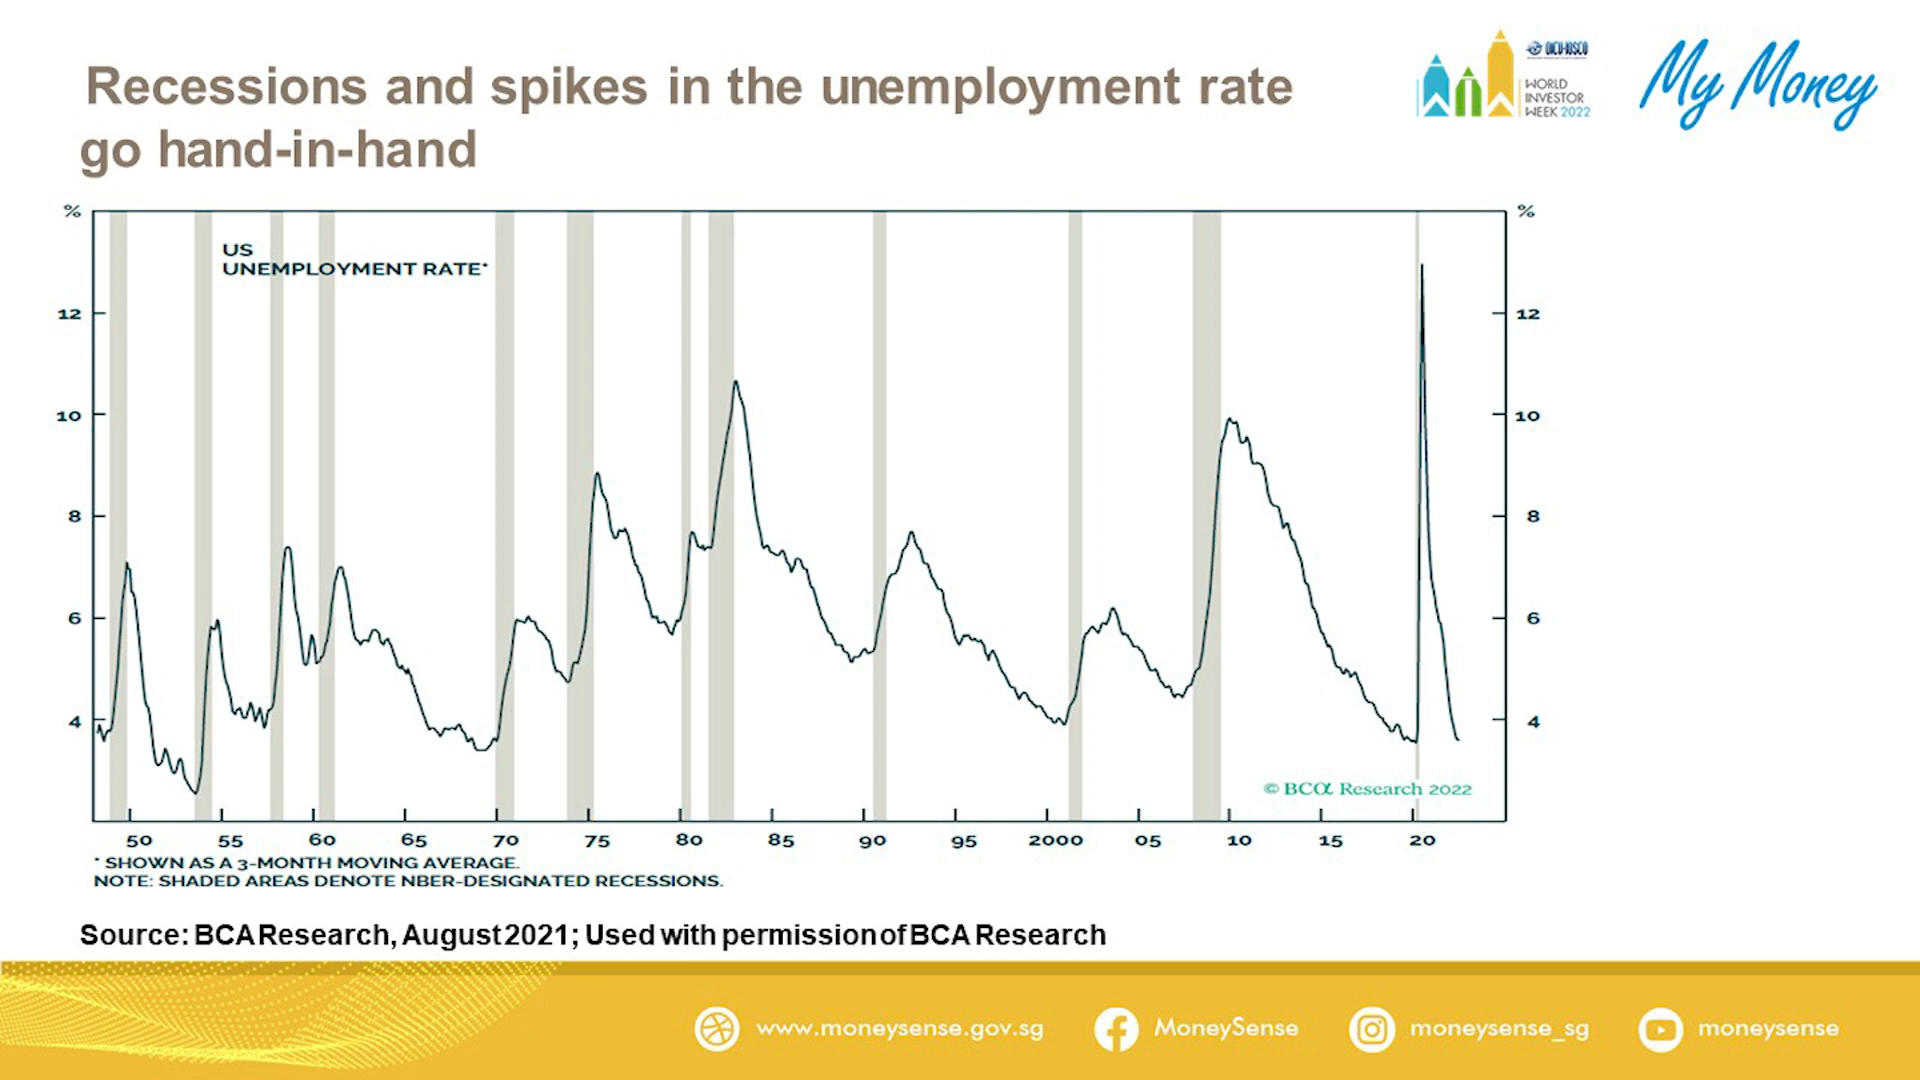 Recessions and spikes in the unemployment rate
go hand-in-hand
OICU-IOSCO
WORLD
INVESTOR
WEEK 2022
My Money
% %
US
UNEMPLOYMENT RATE*
12 12
10 10
8 8
6 6
4 4
© BCα Research 2022
50 55 60 65 70 75 80 85 90 95 2000 05 10 15 20
* SHOWN AS A 3-MONTH MOVING AVERAGE.
NOTE: SHADED AREAS DENOTE NBER-DESIGNATED RECESSIONS.
Source: BCA Research, August 2021; Used with permission of BCA Research
www.moneysense.gov.sg MoneySense moneysense_sg moneysense